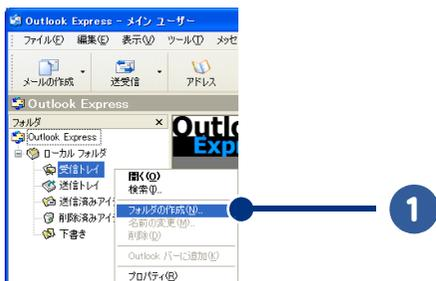 Outlook Express - メイン ユーザー
ファイル(F) 編集(E) 表示(V) ツール(T) メッセ
メールの作成 送受信 アドレス
Outlook Express
フォルダ ×
Outlook Express
ローカル フォルダ
受信トレイ
送信トレイ
送信済みアイ
削除済みアイ
下書き
Outlo
Expr
開く(O)
検索(I)...
フォルダの作成(N)...
名前の変更(M)...
削除(D)
Outlook バーに追加(K)
プロパティ(R)
1